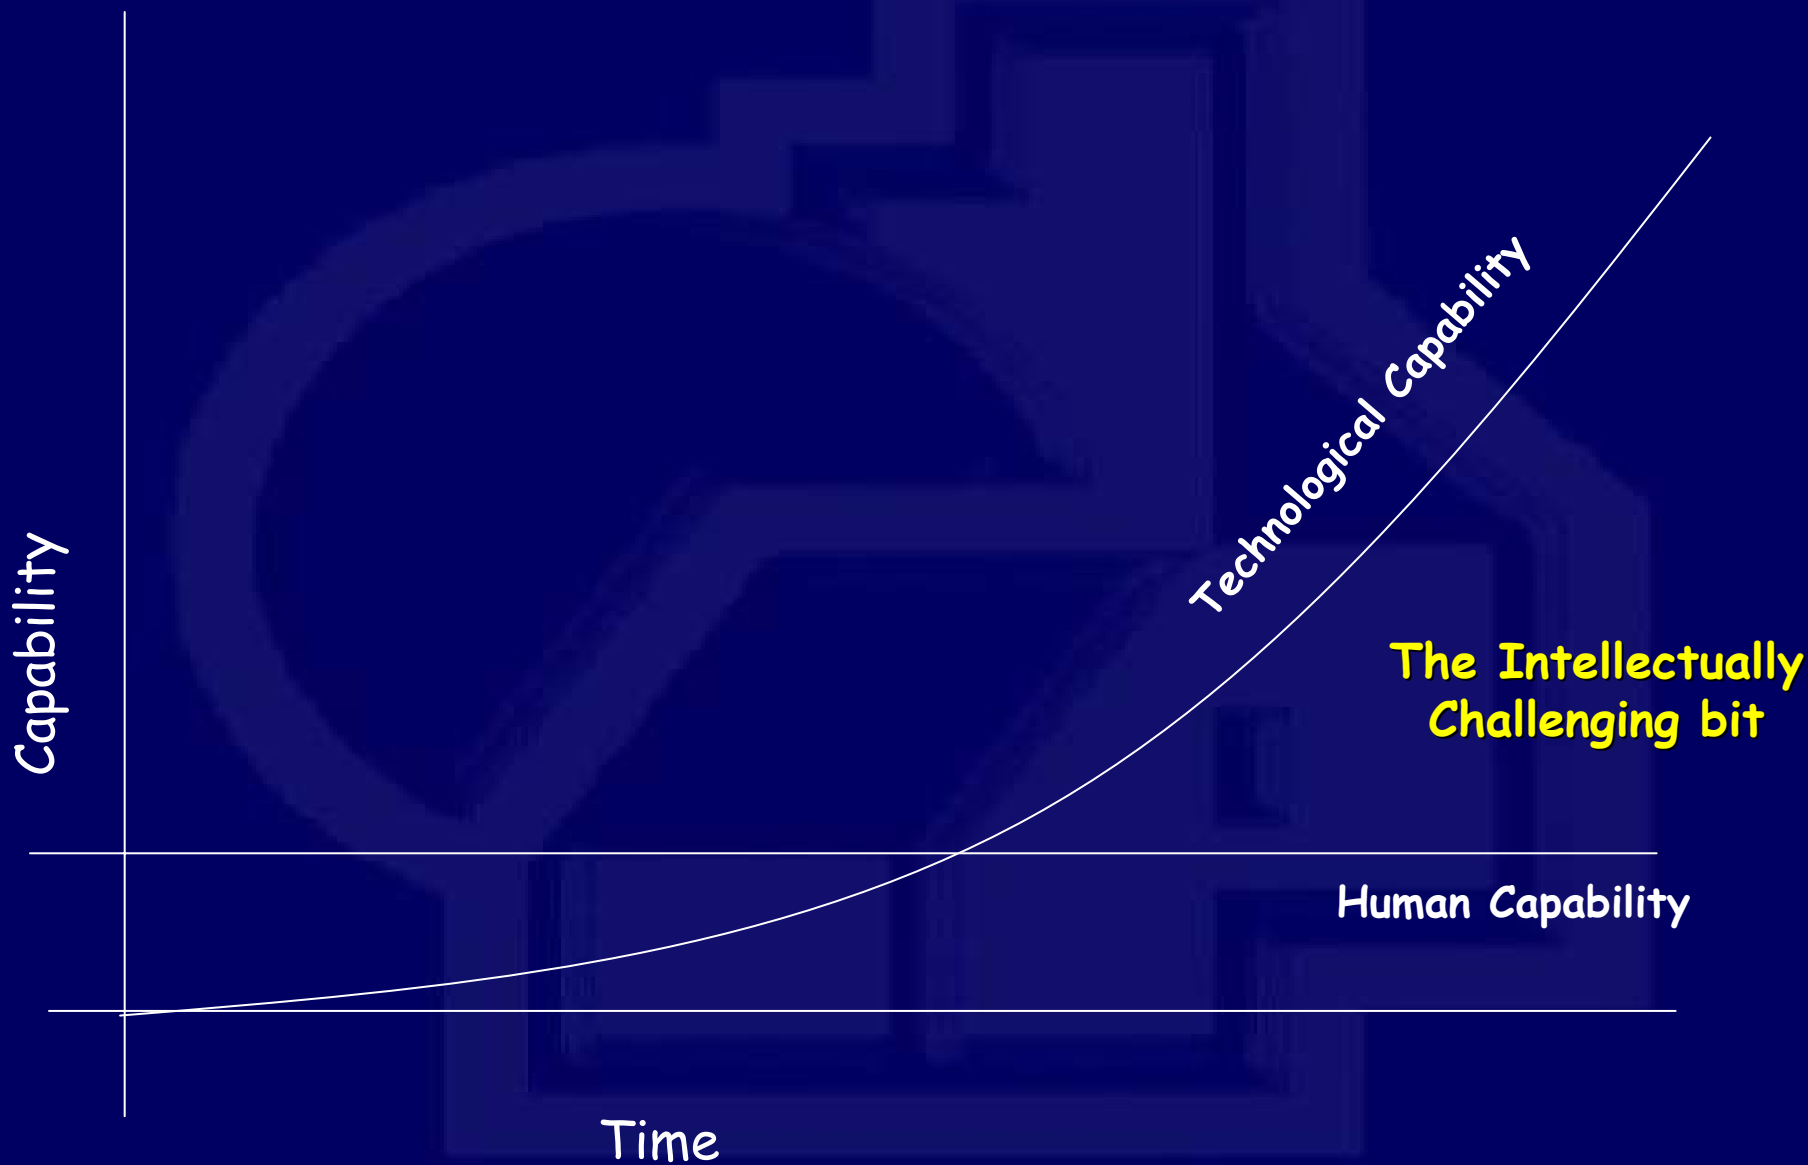 Technological Capability
Capability
The Intellectually
Challenging bit
Human Capability
Time